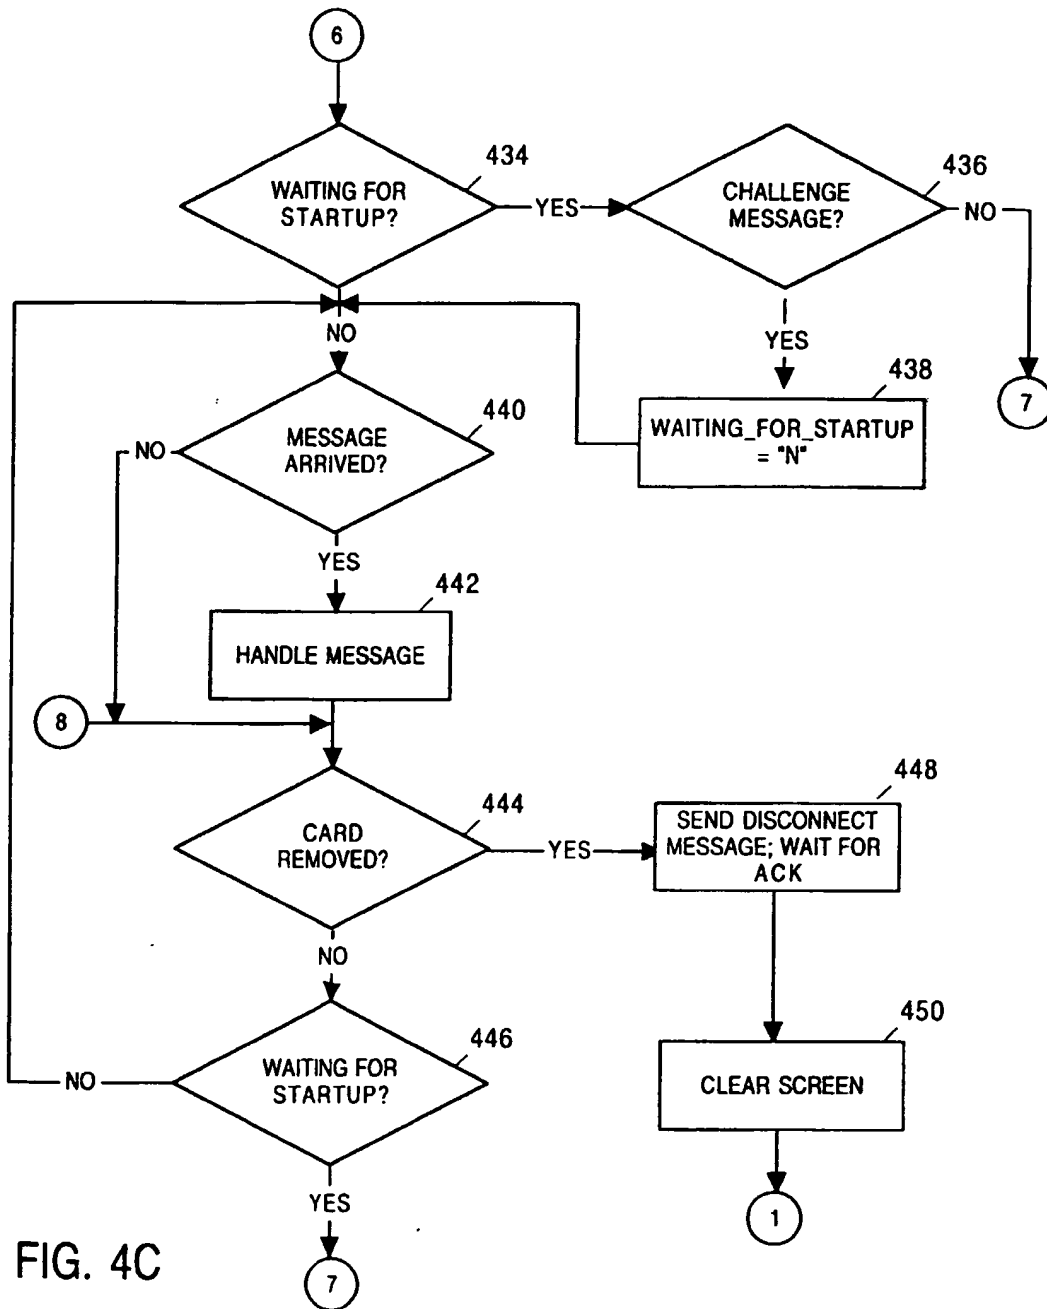 6
434
WAITING FOR
STARTUP?
YES
436
CHALLENGE
MESSAGE?
NO
NO
YES
7
438
WAITING_FOR_STARTUP
= "N"
440
MESSAGE
ARRIVED?
NO
YES
442
HANDLE MESSAGE
8
444
CARD
REMOVED?
YES
448
SEND DISCONNECT
MESSAGE; WAIT FOR
ACK
NO
446
WAITING FOR
STARTUP?
NO
450
CLEAR SCREEN
YES
1
7
FIG. 4C